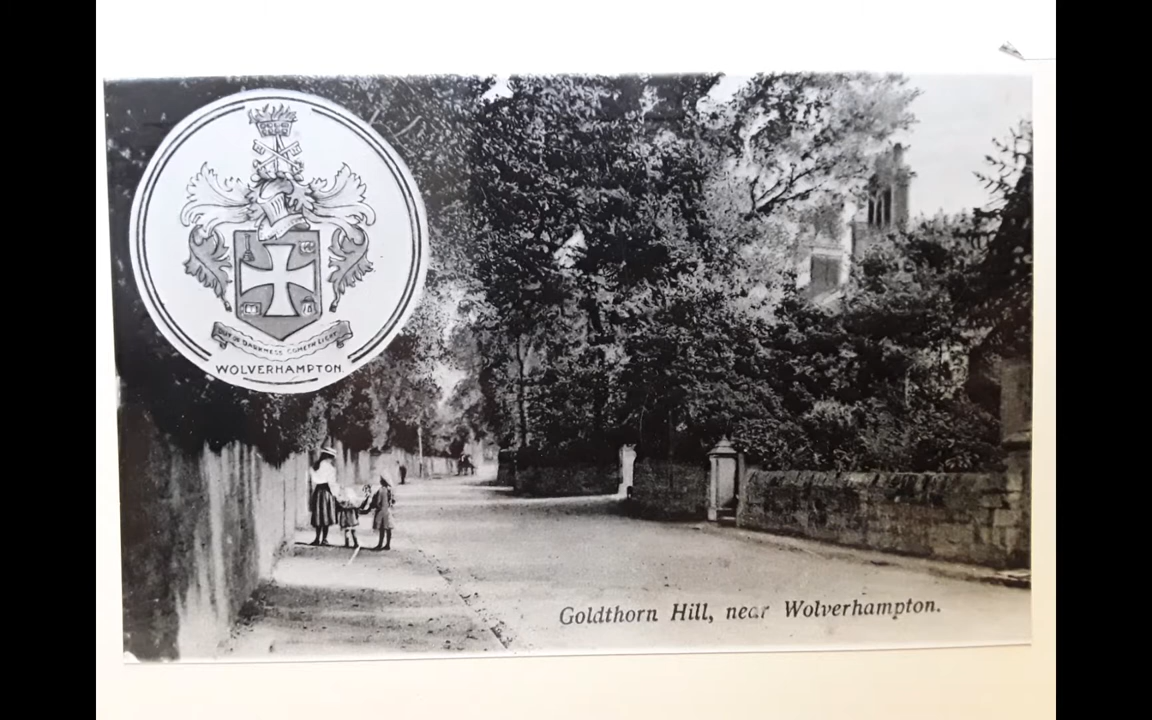 OUT OF DARKNESS COMETH LIGHT
WOLVERHAMPTON.
Goldthorn Hill, near Wolverhampton.